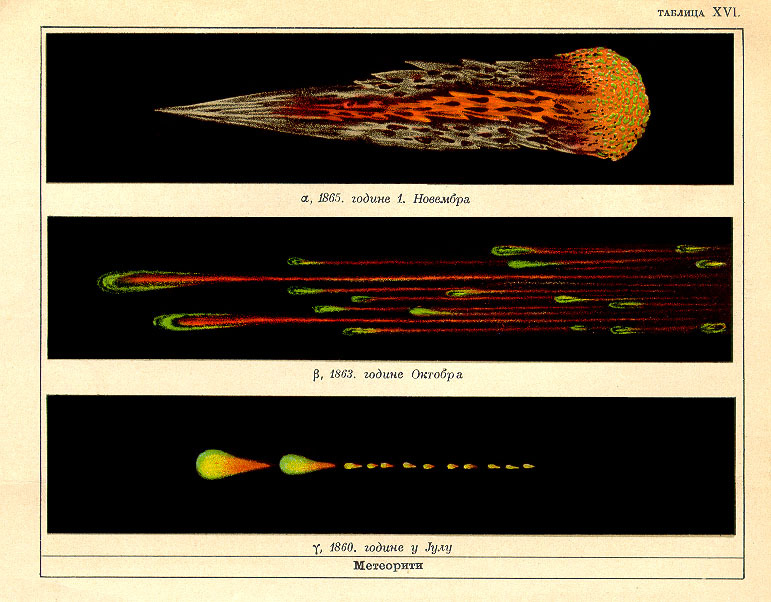 ТАБЛИЦА XVI.
α, 1865. године 1. Новембра
β, 1863. године Октобра
γ, 1860. године у Јулу
Метеорити